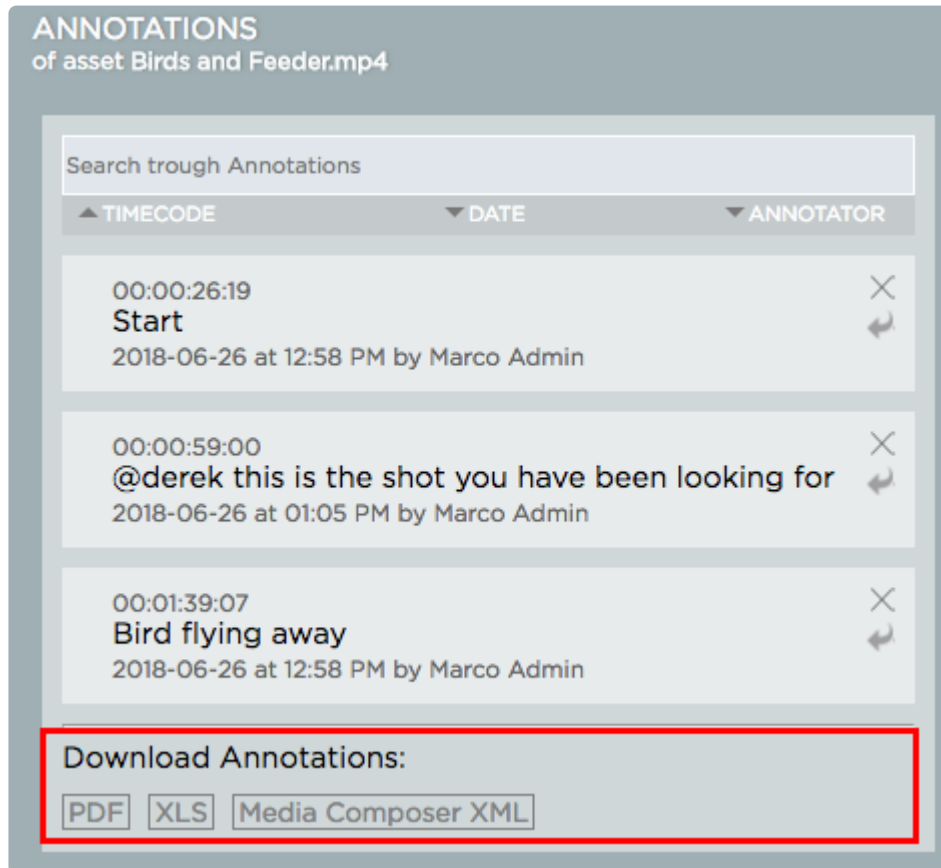 ANNOTATIONS
of asset Birds and Feeder.mp4
Search trough Annotations
TIMECODE DATE ANNOTATOR
00:00:26:19
Start
2018-06-26 at 12:58 PM by Marco Admin
00:00:59:00
@derek this is the shot you have been looking for
2018-06-26 at 01:05 PM by Marco Admin
00:01:39:07
Bird flying away
2018-06-26 at 12:58 PM by Marco Admin
Download Annotations:
PDF XLS Media Composer XML